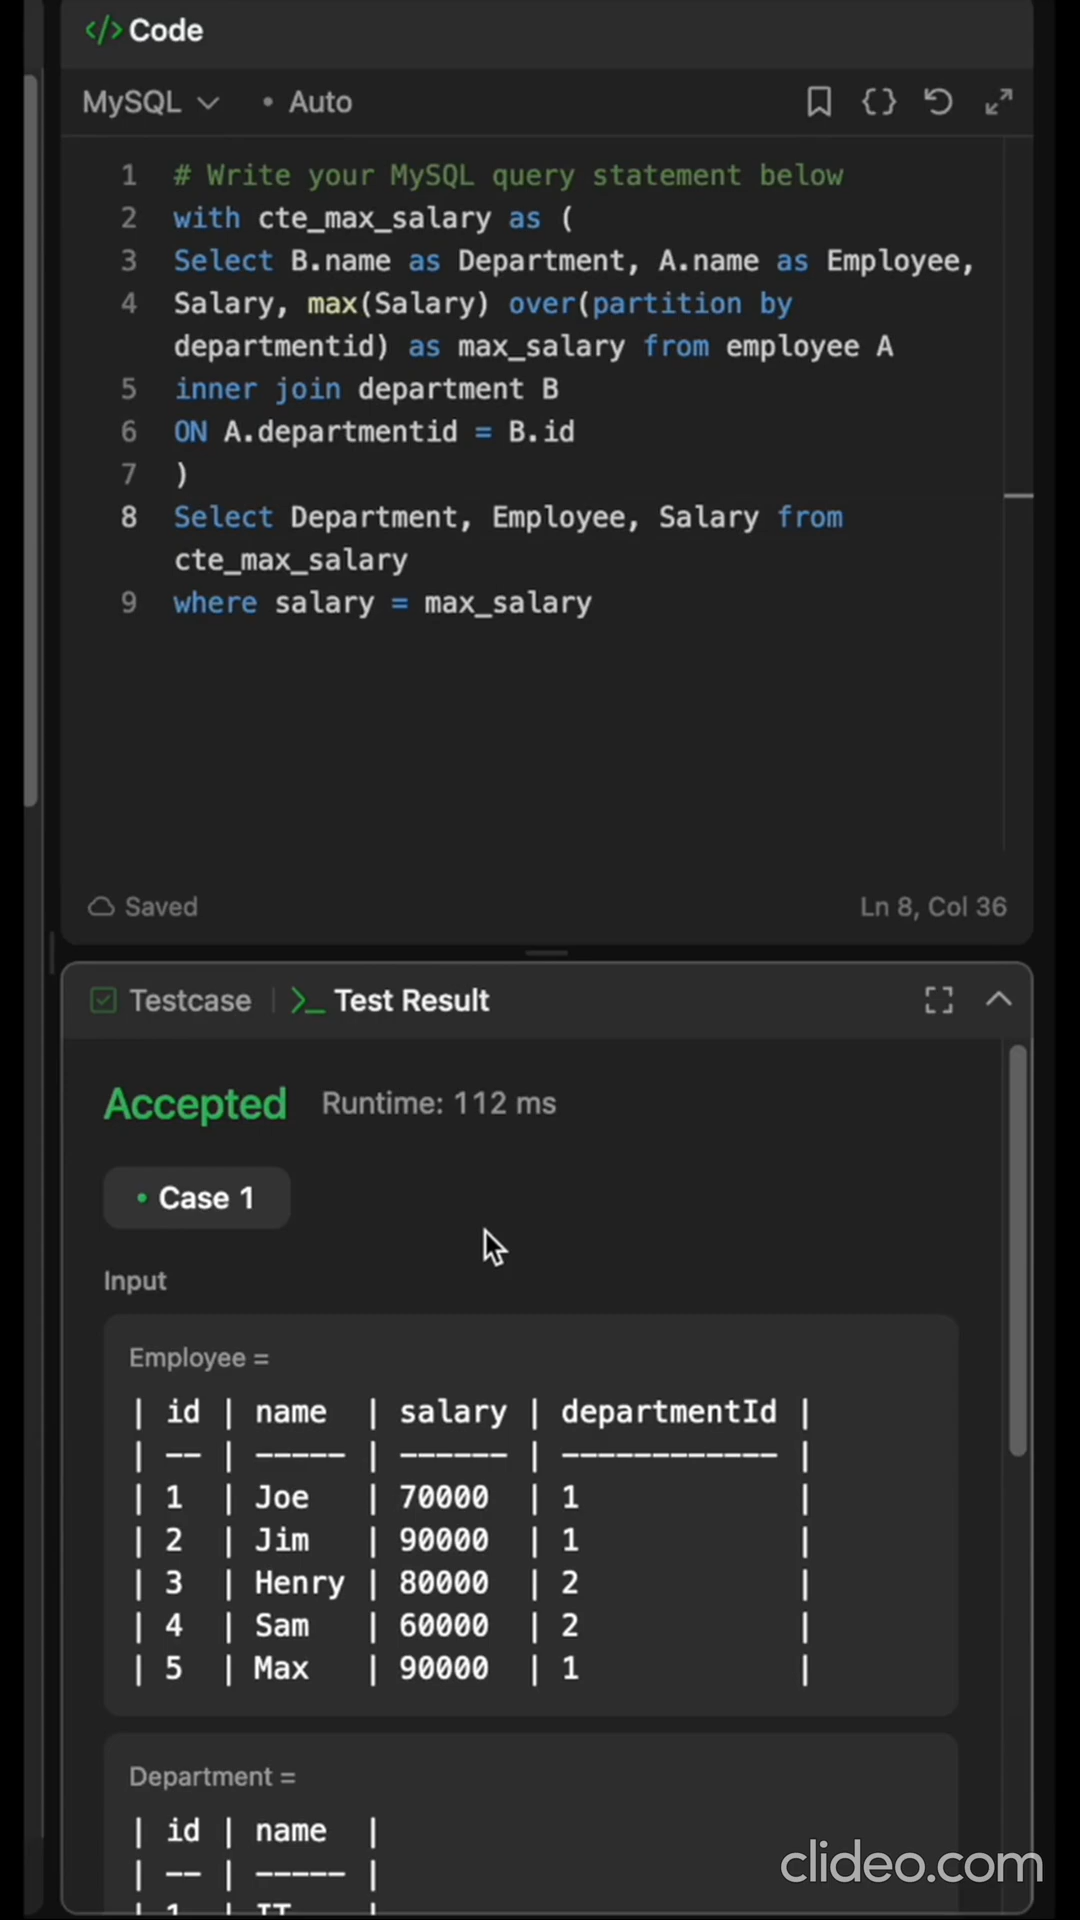 </> Code
MySQL • Auto
1 # Write your MySQL query statement below
2 with cte_max_salary as (
3 Select B.name as Department, A.name as Employee,
4 Salary, max(Salary) over(partition by
departmentid) as max_salary from employee A
5 inner join department B
6 ON A.departmentid = B.id
7 )
8 Select Department, Employee, Salary from
cte_max_salary
9 where salary = max_salary
Saved Ln 8, Col 36
Testcase | >_ Test Result
Accepted Runtime: 112 ms
• Case 1
Input
Employee =
| id | name | salary | departmentId |
| -- | ----- | ------ | ------------ |
| 1 | Joe | 70000 | 1 |
| 2 | Jim | 90000 | 1 |
| 3 | Henry | 80000 | 2 |
| 4 | Sam | 60000 | 2 |
| 5 | Max | 90000 | 1 |
Department =
| id | name |
| -- | ----- |
| 1 | IT
clideo.com